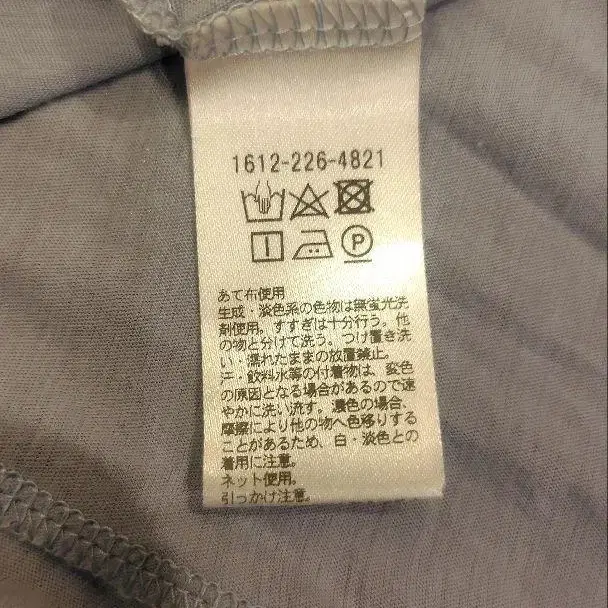 1612-226-4821
P
あて布使用
生成・淡色系の色物は無蛍光洗
剤使用。すすぎは十分行う。他
の物と分けて洗う。つけ置き洗
い・濡れたままの放置禁止。
汗・飲料水等の付着物は、変色
の原因となる場合があるので速
やかに洗い流す。濃色の場合、
摩擦により他の物へ色移りする
ことがあるため、白・淡色との
着用に注意。
ネット使用。
引っかけ注意。